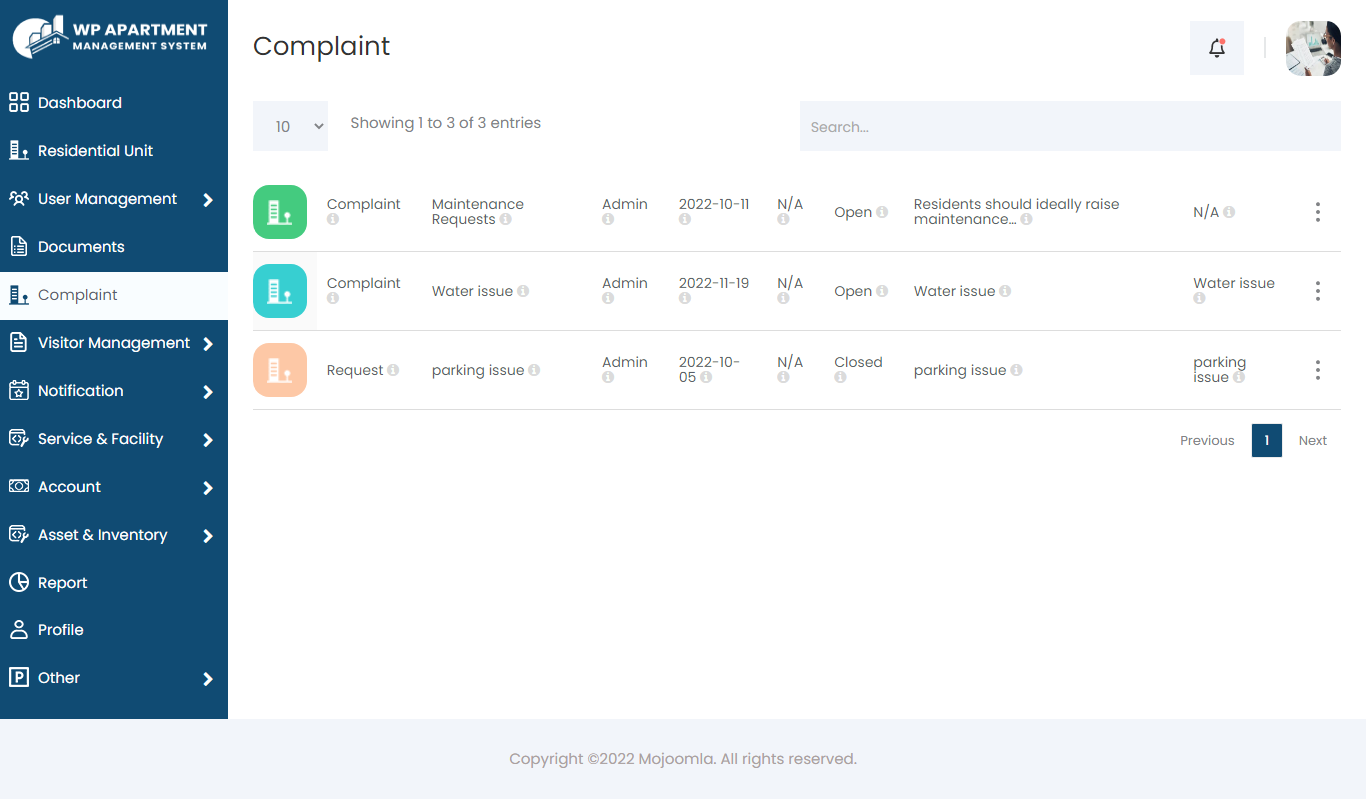 WP APARTMENT
MANAGEMENT SYSTEM
Dashboard
Residential Unit
User Management
Documents
Complaint
Visitor Management
Notification
Service & Facility
Account
Asset & Inventory
Report
Profile
P Other
Complaint
10
Showing 1 to 3 of 3 entries
Search...
Complaint
Maintenance
Requests
Admin
2022-10-11
N/A
Open
Residents should ideally raise
maintenance...
N/A
Complaint
Water issue
Admin
2022-11-19
N/A
Open
Water issue
Water issue
Request
parking issue
Admin
2022-10-
05
N/A
Closed
parking issue
parking
issue
Previous 1 Next
Copyright ©2022 Mojoomla. All rights reserved.